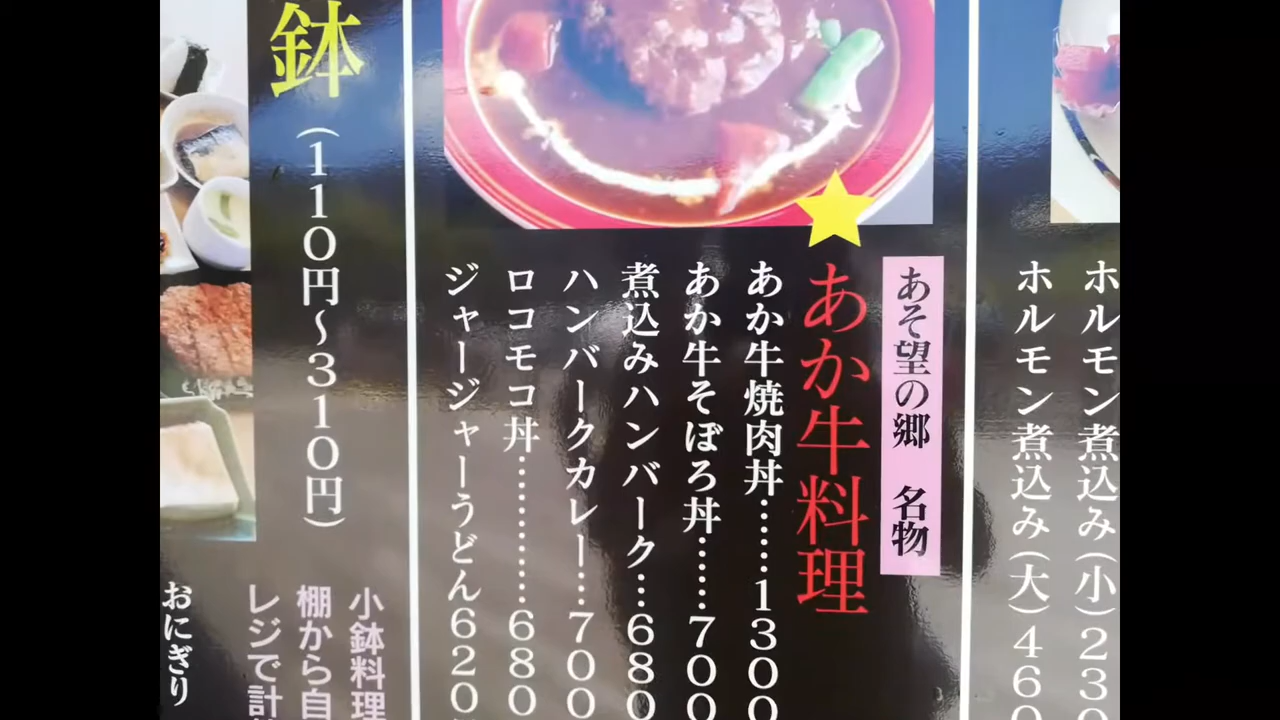 ホルモン煮込み(小)230
ホルモン煮込み(大)460
あそ望の郷 名物
あか牛料理
あか牛焼肉丼……1300
あか牛そぼろ丼……700
煮込みハンバーク…680
ハンバークカレー…700
ロコモコ丼…………680
ジャージャーうどん620
鉢
(110円～310円)
小鉢料理
棚から自
レジで計
おにぎり